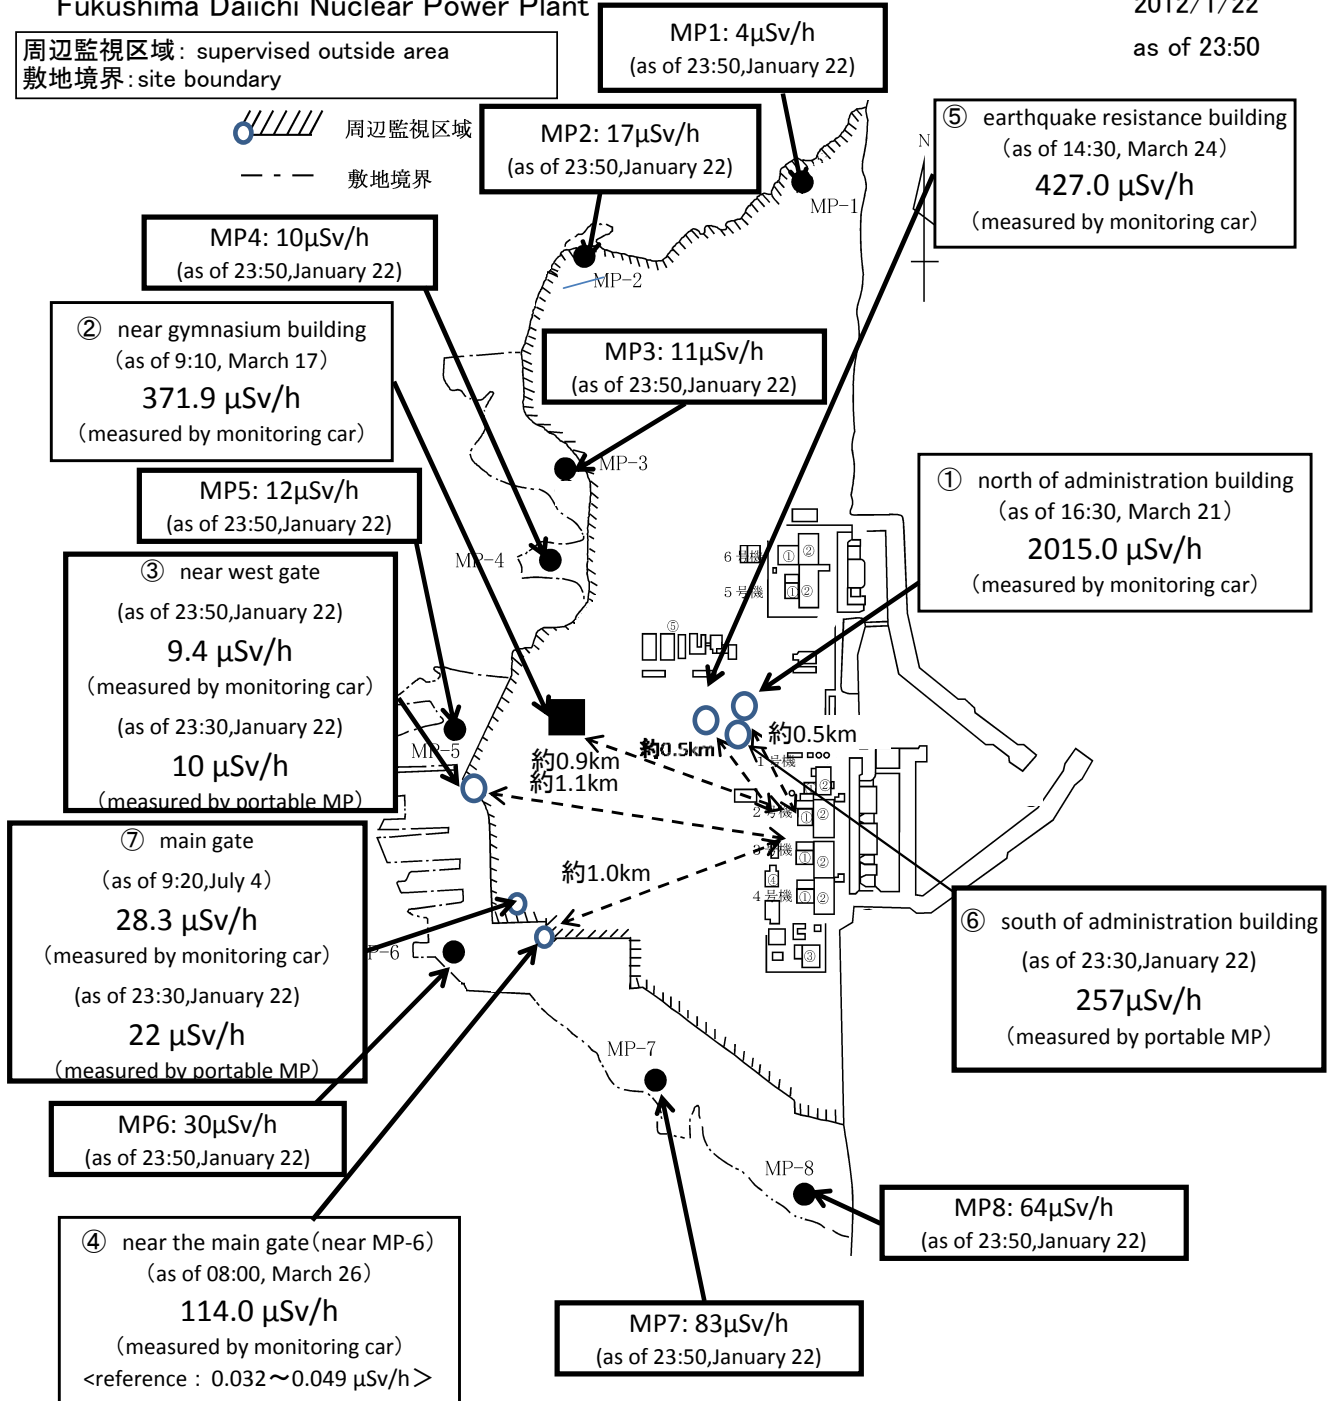 Fukushima Daiichi Nuclear Power Plant
2012/1/22
as of 23:50
周辺監視区域: supervised outside area
敷地境界:site boundary
周辺監視区域
敷地境界
MP1: 4μSv/h
(as of 23:50,January 22)
MP2: 17μSv/h
(as of 23:50,January 22)
⑤ earthquake resistance building
(as of 14:30, March 24)
427.0 μSv/h
(measured by monitoring car)
N
MP-1
MP4: 10μSv/h
(as of 23:50,January 22)
MP-2
② near gymnasium building
(as of 9:10, March 17)
371.9 μSv/h
(measured by monitoring car)
MP3: 11μSv/h
(as of 23:50,January 22)
MP-3
MP5: 12μSv/h
(as of 23:50,January 22)
① north of administration building
(as of 16:30, March 21)
2015.0 μSv/h
(measured by monitoring car)
MP-4
6号機
① ②
5号機
① ②
③ near west gate
(as of 23:50,January 22)
9.4 μSv/h
(measured by monitoring car)
(as of 23:30,January 22)
10 μSv/h
(measured by portable MP)
⑤
MP-5
約0.9km
約1.1km
約0.5km
約0.5km
1号機
②
2号機
① ②
3号機
① ②
④
4号機
① ②
③
約1.0km
⑦ main gate
(as of 9:20,July 4)
28.3 μSv/h
(measured by monitoring car)
(as of 23:30,January 22)
22 μSv/h
(measured by portable MP)
P-6
⑥ south of administration building
(as of 23:30,January 22)
257μSv/h
(measured by portable MP)
MP-7
MP6: 30μSv/h
(as of 23:50,January 22)
MP-8
MP8: 64μSv/h
(as of 23:50,January 22)
④ near the main gate(near MP-6)
(as of 08:00, March 26)
114.0 μSv/h
(measured by monitoring car)
<reference : 0.032～0.049 μSv/h＞
MP7: 83μSv/h
(as of 23:50,January 22)